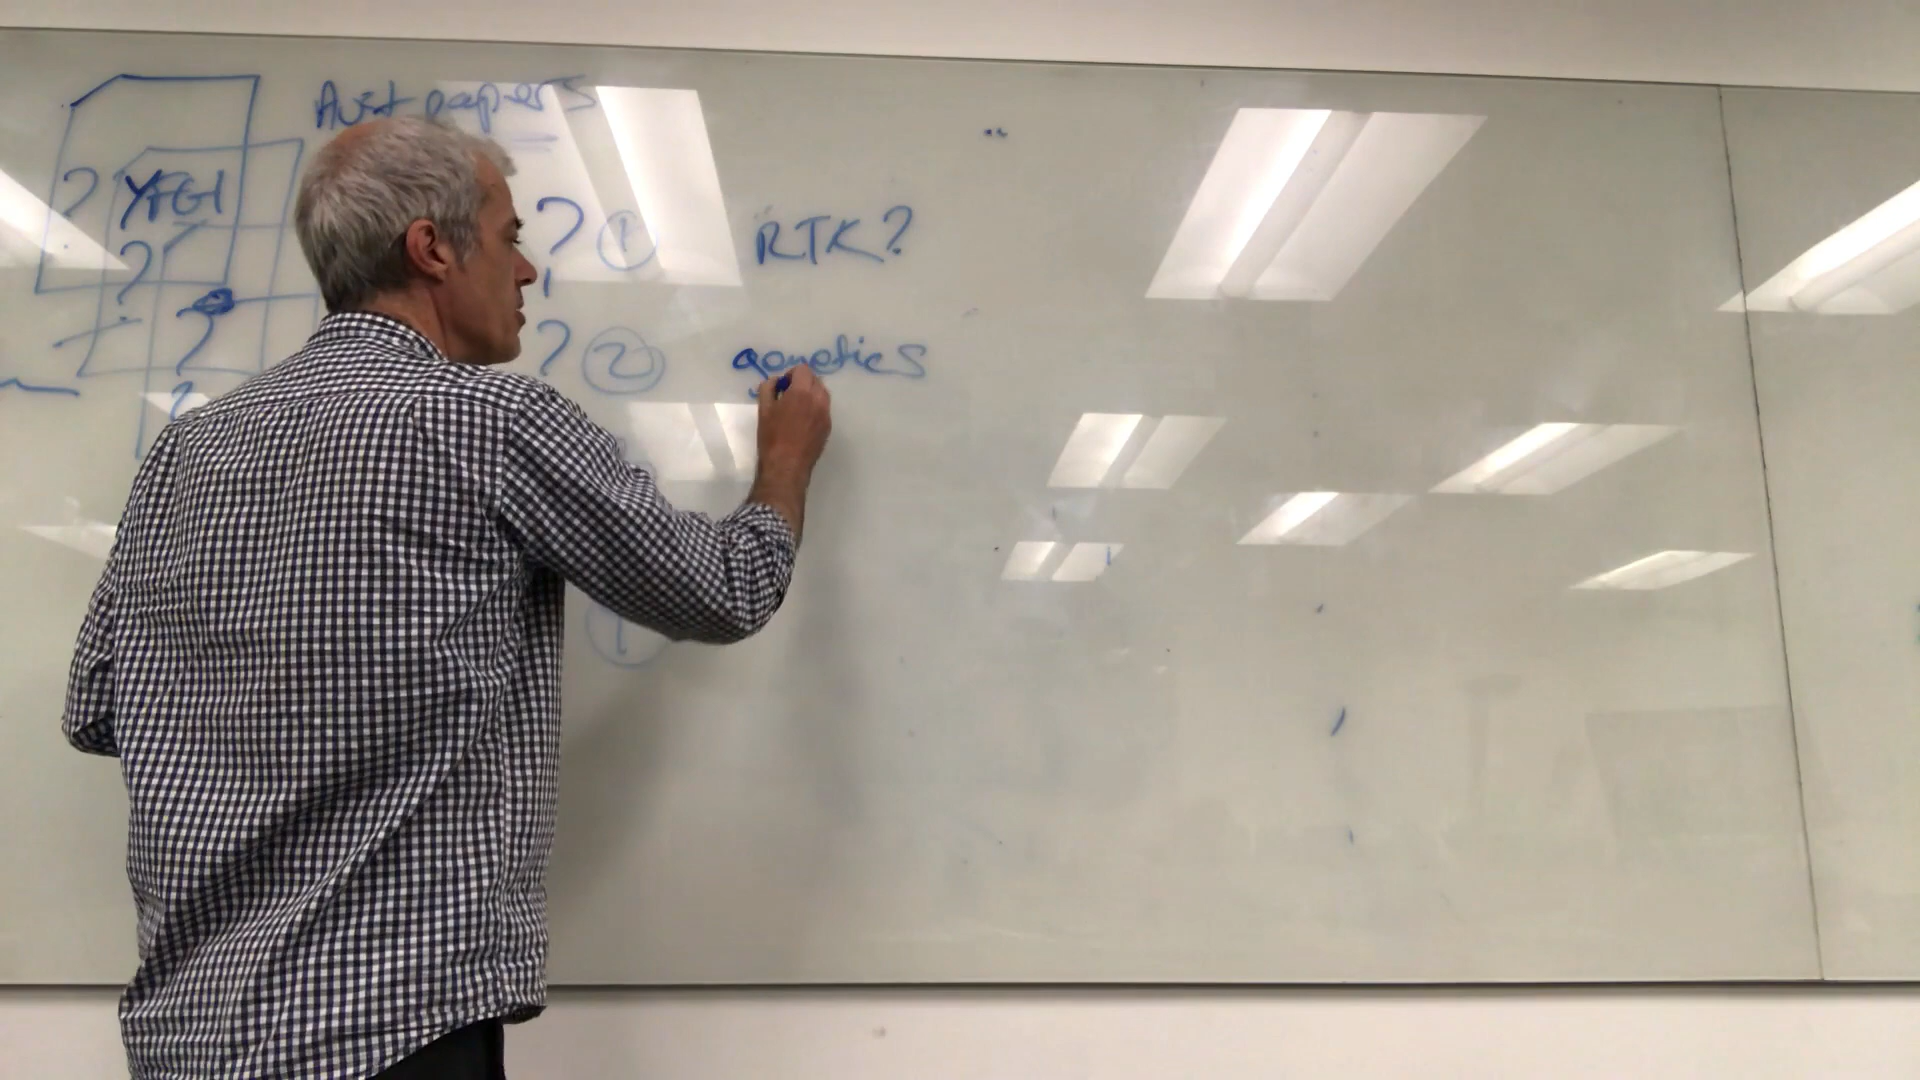 Aust papers
? YFG1
?
?
?
? 1 RTK?
? 2 genetics
1